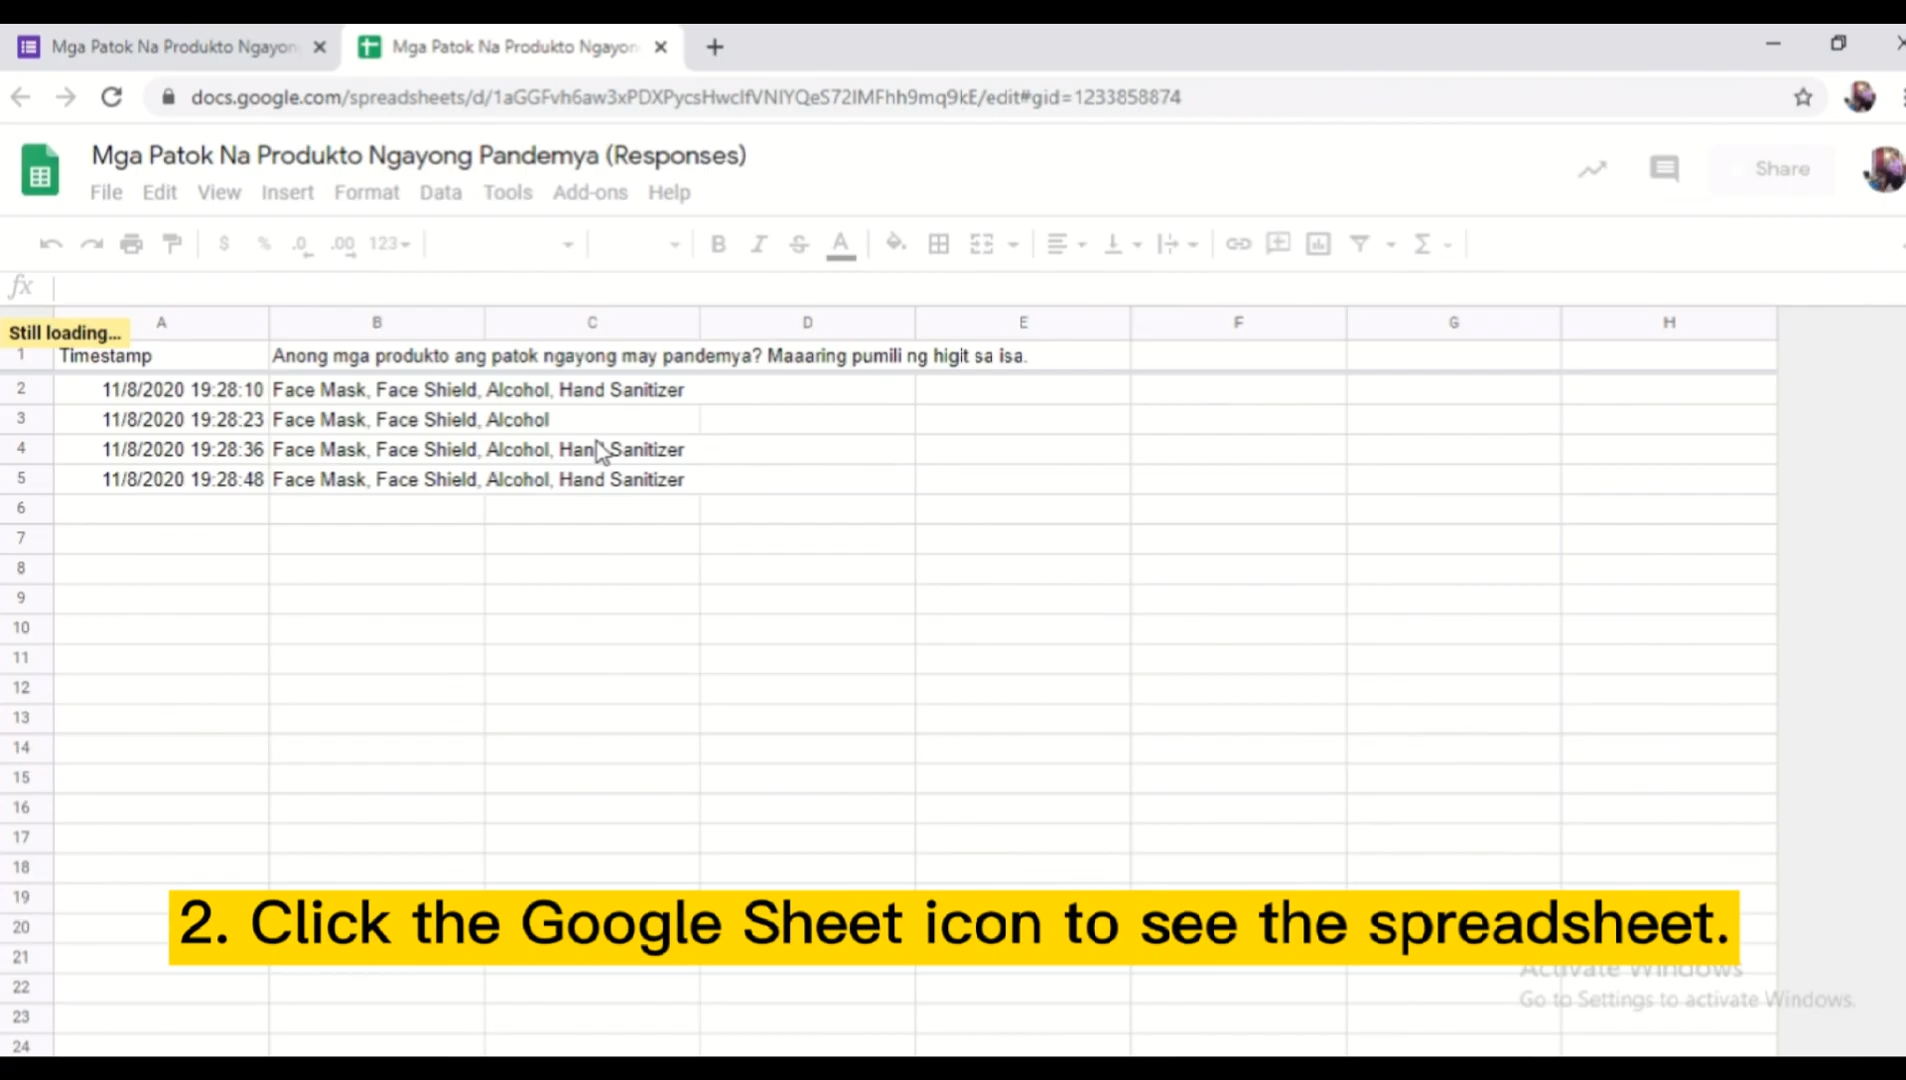 Mga Patok Na Produkto Ngayon
Mga Patok Na Produkto Ngayon
docs.google.com/spreadsheets/d/1aGGFvh6aw3xPDXPycsHwclfVNIYQeS72IMFhh9mq9kE/edit#gid=1233858874
Mga Patok Na Produkto Ngayong Pandemya (Responses)
Share
File Edit View Insert Format Data Tools Add-ons Help
$ % .0 .00 123 B I S A Σ
fx
Still loading...
A B C D E F G H
1 Timestamp Anong mga produkto ang patok ngayong may pandemya? Maaaring pumili ng higit sa isa.
2 11/8/2020 19:28:10 Face Mask, Face Shield, Alcohol, Hand Sanitizer
3 11/8/2020 19:28:23 Face Mask, Face Shield, Alcohol
4 11/8/2020 19:28:36 Face Mask, Face Shield, Alcohol, Hand Sanitizer
5 11/8/2020 19:28:48 Face Mask, Face Shield, Alcohol, Hand Sanitizer
6
7
8
9
10
11
12
13
14
15
16
17
18
19
20
21
22
23
24
2. Click the Google Sheet icon to see the spreadsheet.
Activate Windows
Go to Settings to activate Windows.